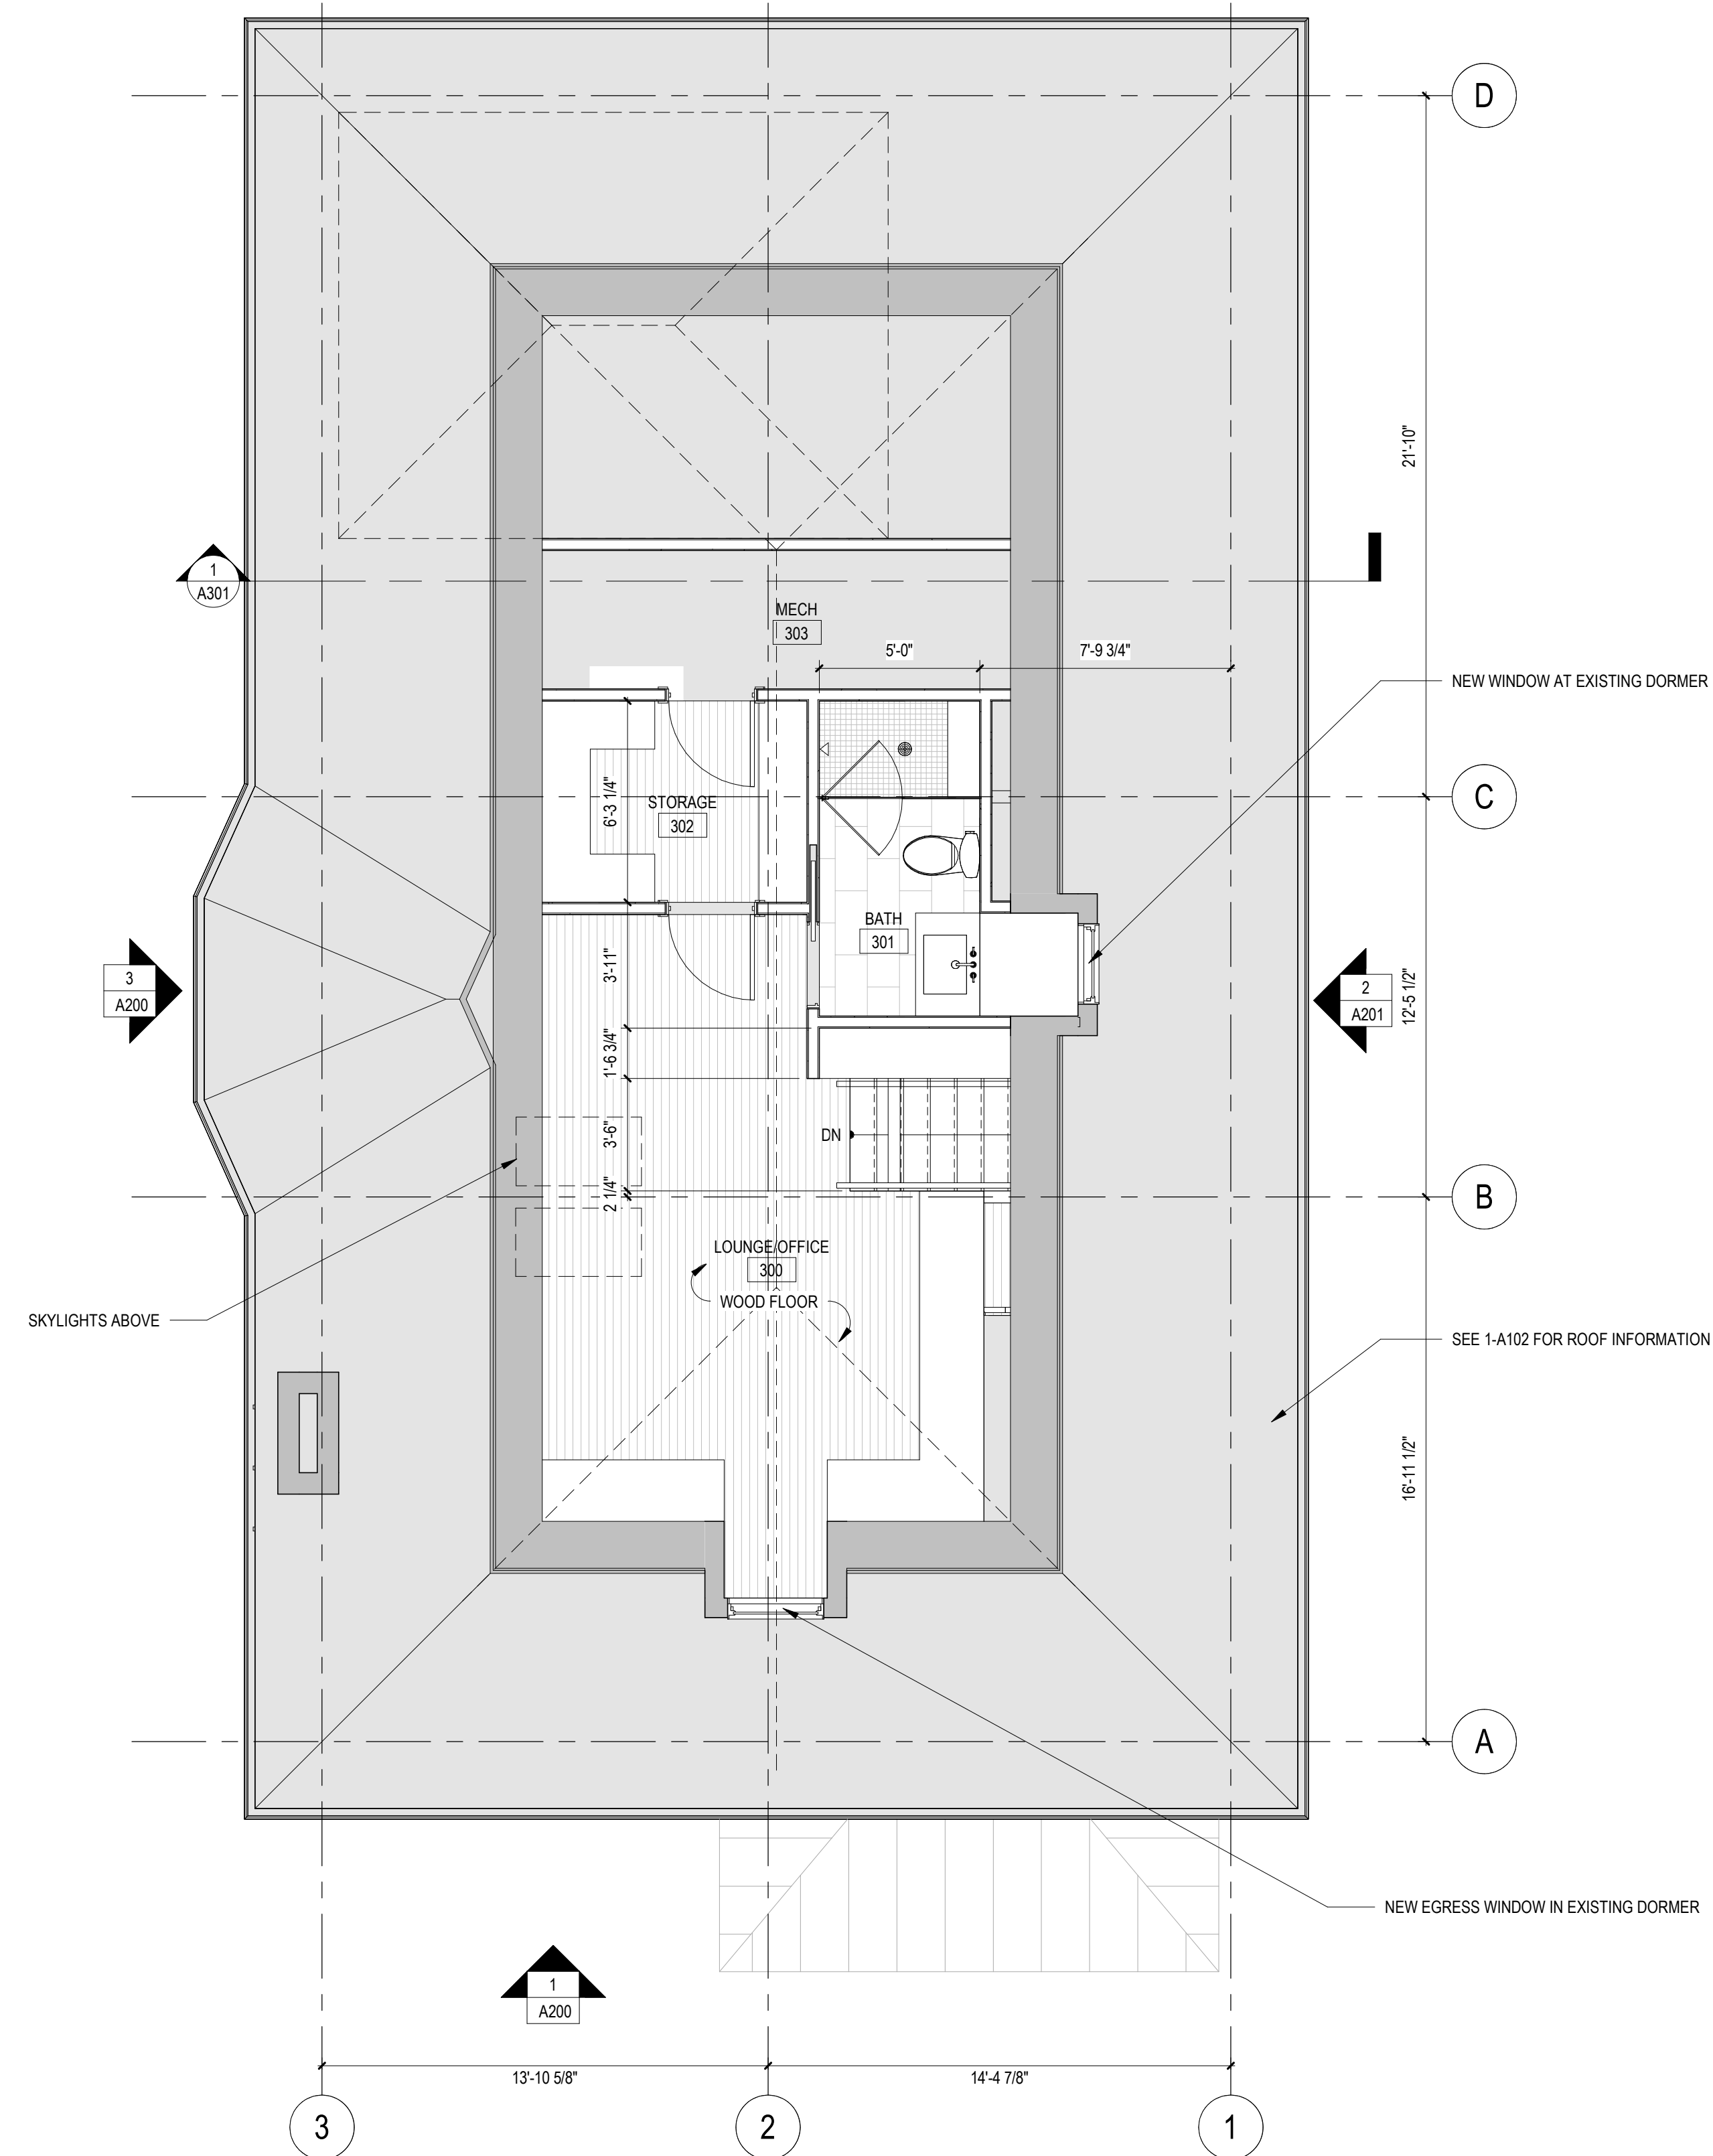 D
21'-10"
1
A301
MECH
303
5'-0"
7'-9 3/4"
NEW WINDOW AT EXISTING DORMER
C
6'-3 1/4"
STORAGE
302
BATH
301
3'-11"
3
A200
2
A201
12'-5 1/2"
1'-6 3/4"
DN
3'-6"
2 1/4"
B
LOUNGE/OFFICE
300
WOOD FLOOR
SKYLIGHTS ABOVE
SEE 1-A102 FOR ROOF INFORMATION
16'-11 1/2"
A
NEW EGRESS WINDOW IN EXISTING DORMER
1
A200
13'-10 5/8"
14'-4 7/8"
3
2
1